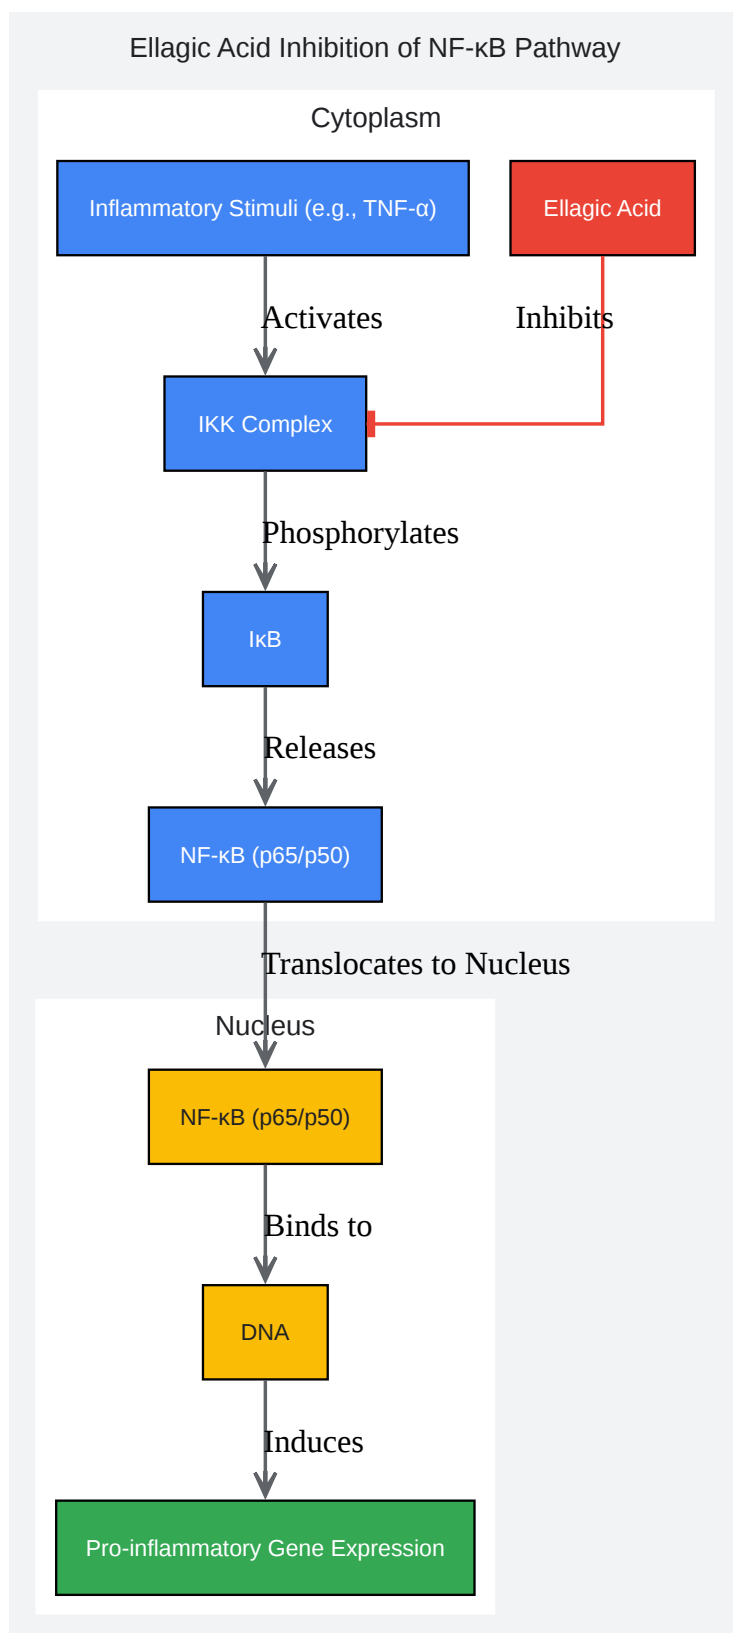 Ellagic Acid Inhibition of NF-κB Pathway
Cytoplasm
Inflammatory Stimuli (e.g., TNF-α)
Ellagic Acid
Activates
Inhibits
IKK Complex
Phosphorylates
IκB
Releases
NF-κB (p65/p50)
Translocates to Nucleus
Nucleus
NF-κB (p65/p50)
Binds to
DNA
Induces
Pro-inflammatory Gene Expression